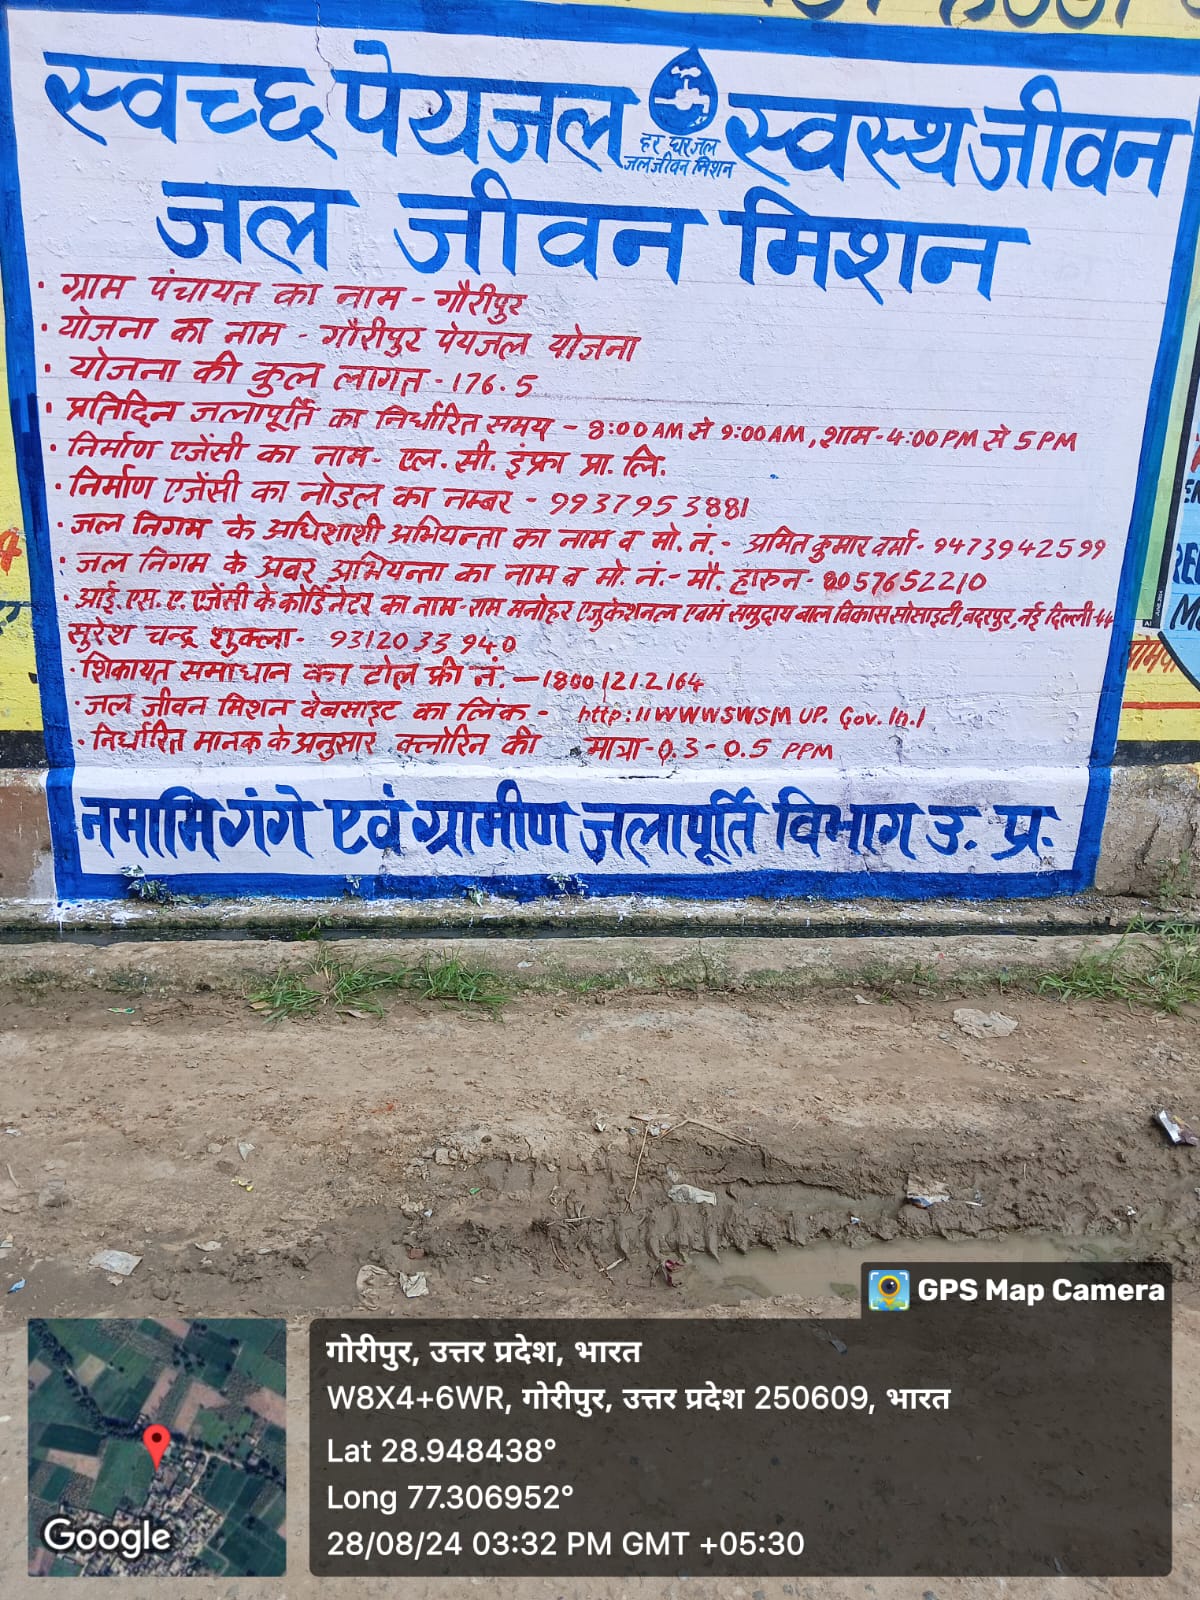 स्वच्छ पेयजल स्वस्थ जीवन
हर घर जल
जल जीवन मिशन
जल जीवन मिशन
· ग्राम पंचायत का नाम - गौरीपुर
· योजना का नाम - गौरीपुर पेयजल योजना
· योजना की कुल लागत - 176.5
· प्रतिदिन जलापूर्ति का निर्धारित समय - 8:00 AM से 9:00 AM, शाम - 4:00 PM से 5 PM
· निर्माण एजेंसी का नाम - एल. सी. इंफ्रा प्रा. लि.
· निर्माण एजेंसी का नोडल का नम्बर - 9937953881
· जल निगम के अधिशाशी अभियन्ता का नाम व मो. नं. - अमित कुमार वर्मा - 9473942599
· जल निगम के अवर अभियन्ता का नाम व मो. नं. - मौ. हारुन - 8057652210
· आई. एस. ए. एजेंसी के कोर्डिनेटर का नाम - राम मनोहर एजुकेशनल एवम समुदाय बाल विकास सोसाइटी, बदरपुर, नई दिल्ली-44
सुरेश चन्द्र शुक्ला - 9312033940
· शिकायत समाधान का टोल फ्री नं. - 1800 121.2164
· जल जीवन मिशन वेबसाइट का लिंक - http:11WWWSWSM UP. Gov. In.1
· निर्धारित मानक के अनुसार क्लोरिन की मात्रा - 0.3 - 0.5 PPM
नमामि गंगे एवं ग्रामीण जलापूर्ति विभाग उ. प्र.
GPS Map Camera
गोरीपुर, उत्तर प्रदेश, भारत
W8X4+6WR, गोरीपुर, उत्तर प्रदेश 250609, भारत
Lat 28.948438°
Long 77.306952°
28/08/24 03:32 PM GMT +05:30
Google